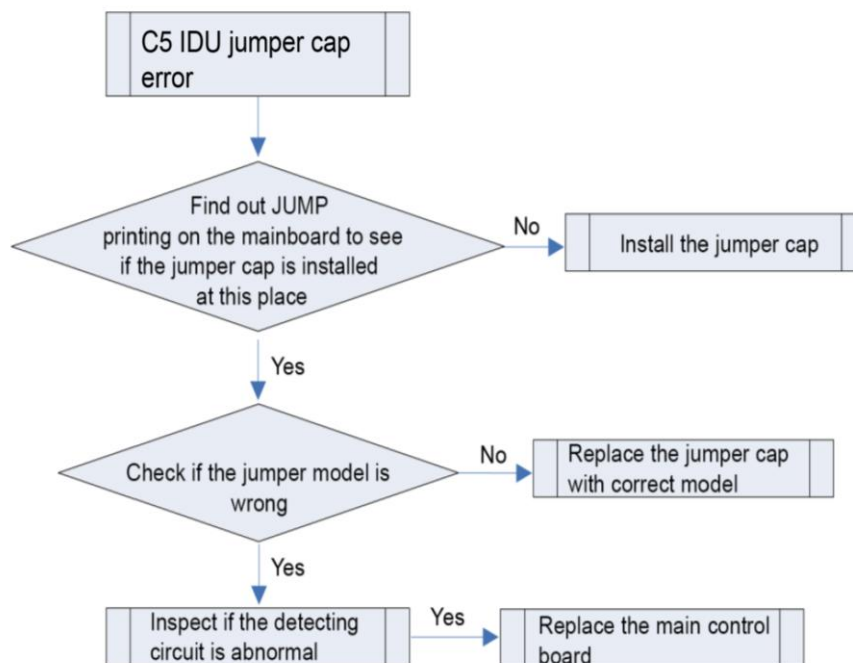 C5 IDU jumper cap
error
Find out JUMP
printing on the mainboard to see
if the jumper cap is installed
at this place
No
Install the jumper cap
Yes
Check if the jumper model is
wrong
No
Replace the jumper cap
with correct model
Yes
Inspect if the detecting
circuit is abnormal
Yes
Replace the main control
board